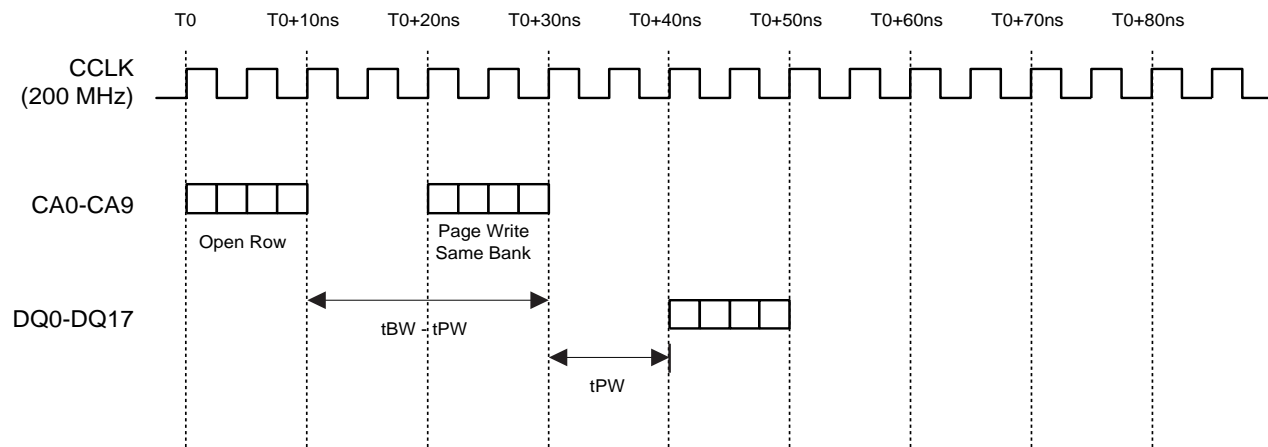 T0 T0+10ns T0+20ns T0+30ns T0+40ns T0+50ns T0+60ns T0+70ns T0+80ns
CCLK
(200 MHz)
CA0-CA9
Open Row
Page Write
Same Bank
DQ0-DQ17
tBW - tPW
tPW